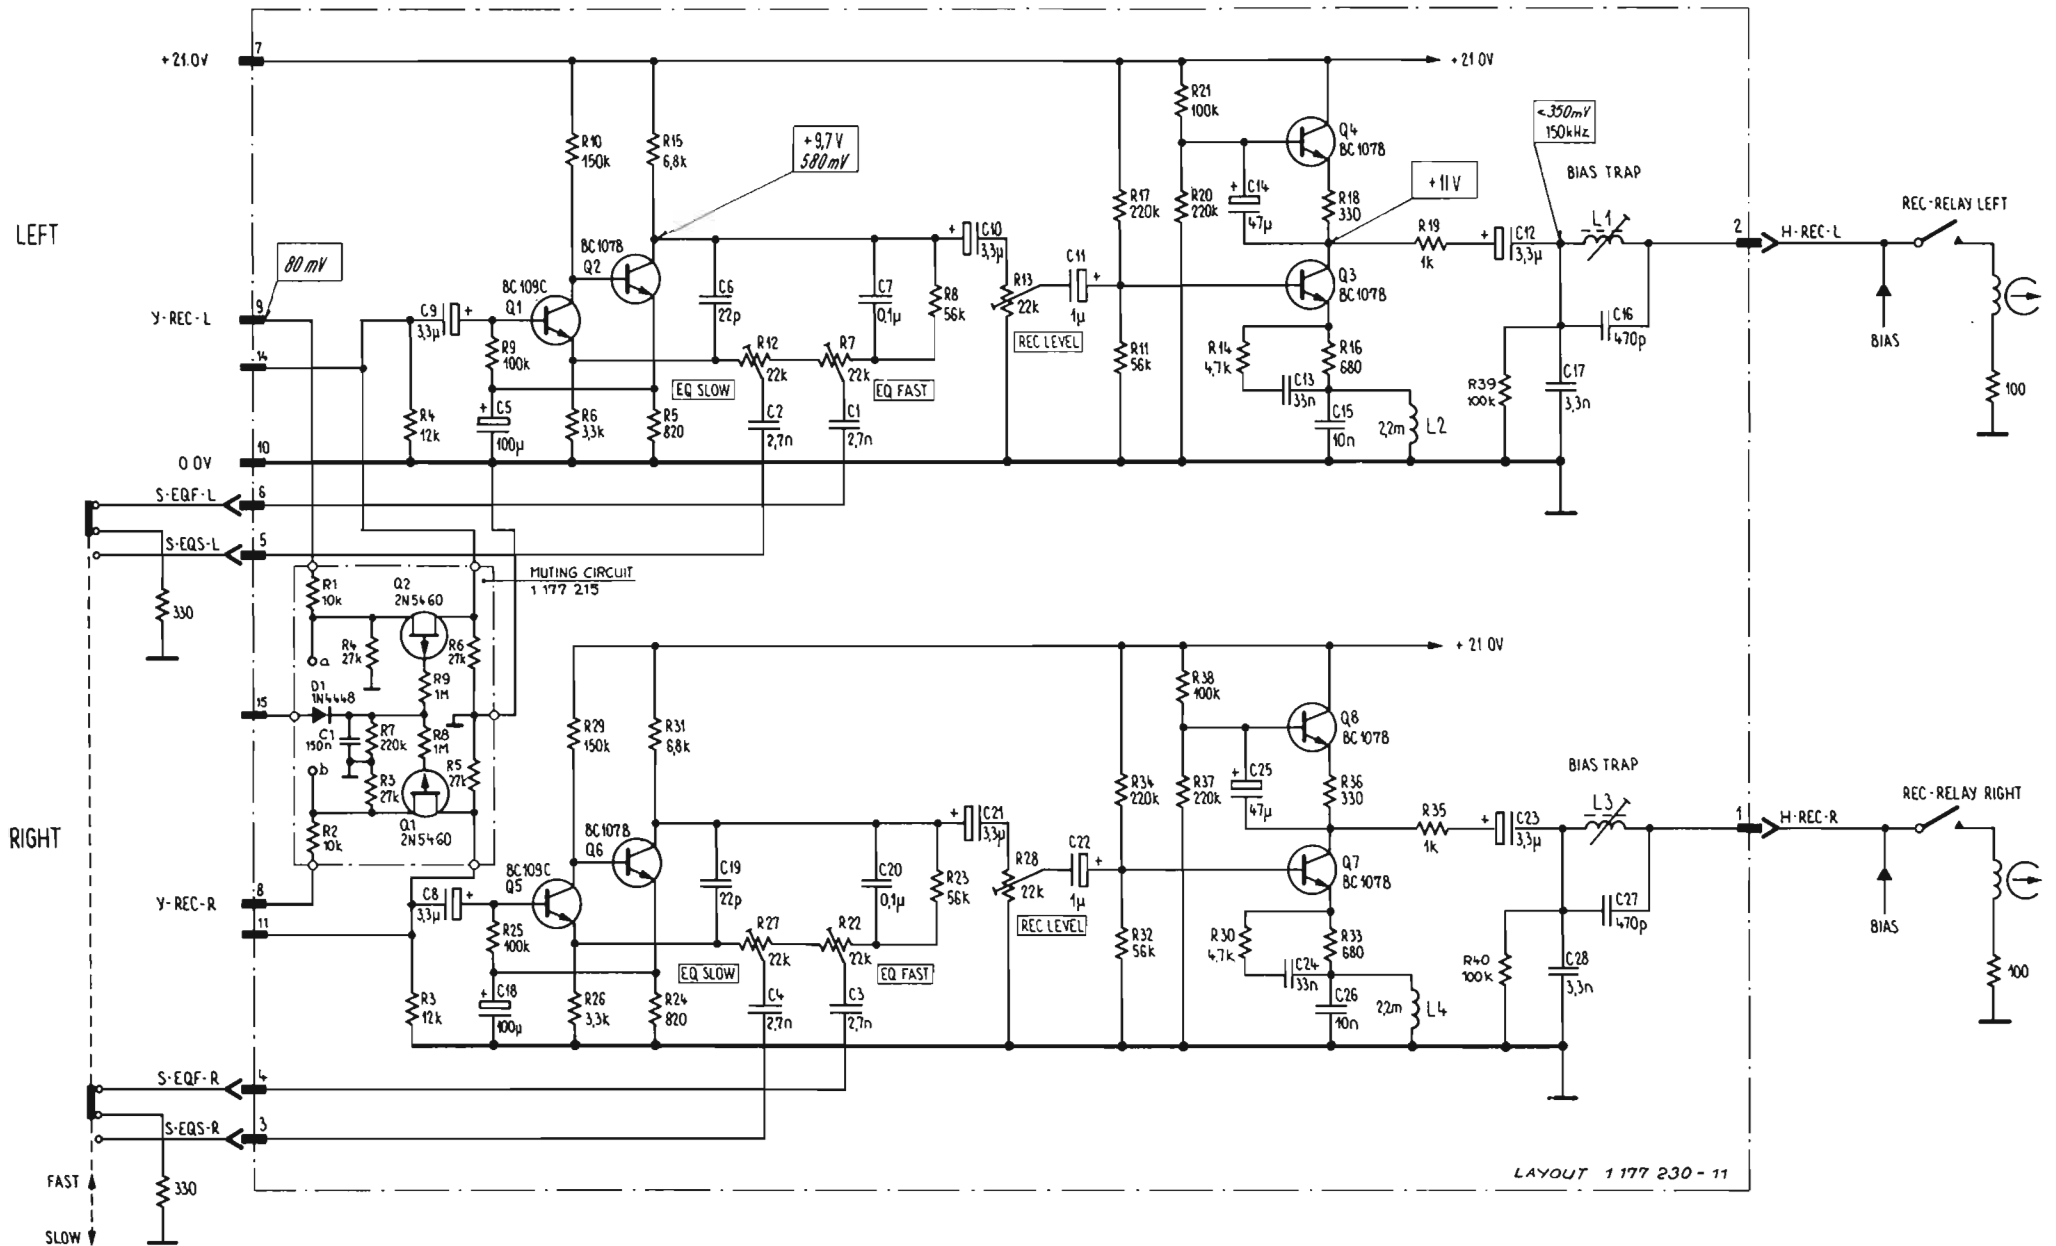 +21.0V
7
+21.0V
LEFT
RIGHT
R10
150k
R15
6,8k
+9,7V
580mV
R21
100k
Q4
BC107B
<350mV
150kHz
BIAS TRAP
R17
220k
R20
220k
C14
+
47µ
R18
330
+11V
R19
1k
+
C12
3,3µ
L1
2
H-REC-L
REC-RELAY LEFT
80mV
BC107B
Q2
+
C10
3,3µ
BC109C
Q1
C6
22p
C7
0,1µ
R8
56k
R13
22k
C11
+
1µ
REC LEVEL
Q3
BC107B
C16
470p
BIAS
Y-REC-L
9
C9
+
3,3µ
14
R9
100k
R12
22k
R7
22k
EQ SLOW
EQ FAST
R11
56k
R14
4,7k
R16
680
C13
33n
C15
10n
2,2m
L2
R39
100k
C17
3,3n
100
R4
12k
+
C5
100µ
R6
3,3k
R5
820
C2
2,7n
C1
2,7n
0.0V
10
S-EQF-L
6
S-EQS-L
5
330
MUTING CIRCUIT
1 177 215
R1
10k
Q2
2N5460
R4
27k
R6
27k
a
R9
1M
D1
1N4448
15
C1
150n
R7
220k
R8
1M
b
R3
27k
R5
27k
R2
10k
Q1
2N5460
+21.0V
R29
150k
R31
6,8k
R38
100k
Q8
BC107B
R34
220k
R37
220k
+
C25
47µ
R36
330
BIAS TRAP
R35
1k
+
C23
3,3µ
L3
1
H-REC-R
REC-RELAY RIGHT
BC107B
Q6
+
C21
3,3µ
BC109C
Q5
C19
22p
C20
0,1µ
R23
56k
R28
22k
C22
+
1µ
REC LEVEL
Q7
BC107B
C27
470p
BIAS
Y-REC-R
8
11
C8
+
3,3µ
R25
100k
R27
22k
R22
22k
EQ SLOW
EQ FAST
R32
56k
R30
4,7k
R33
680
C24
33n
C26
10n
2,2m
L4
R40
100k
C28
3,3n
100
R3
12k
+
C18
100µ
R26
3,3k
R24
820
C4
2,7n
C3
2,7n
S-EQF-R
4
S-EQS-R
3
330
FAST
SLOW
LAYOUT 1 177 230-11